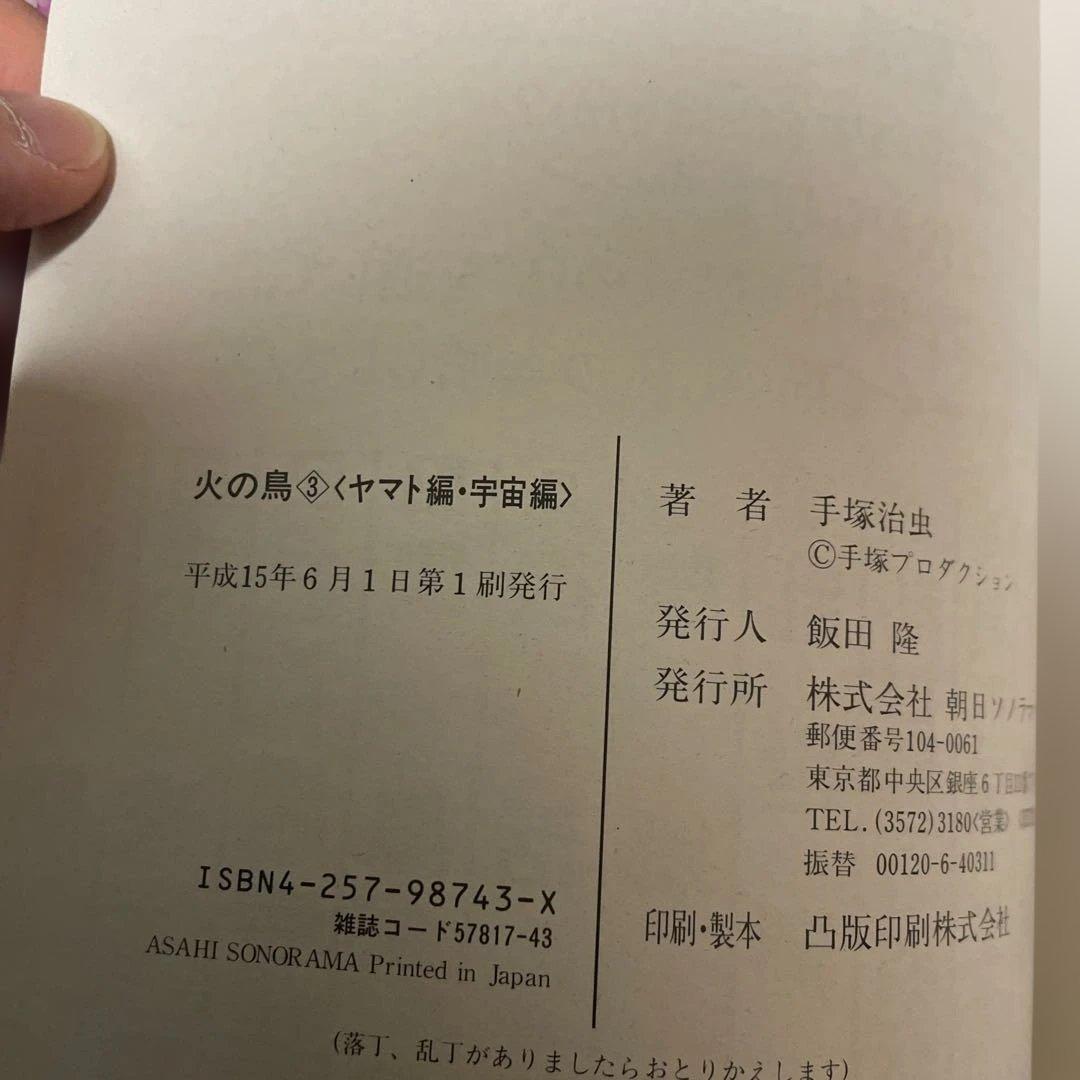 火の鳥③〈ヤマト編・宇宙編〉
平成15年6月1日第1刷発行
ISBN4-257-98743-X
雑誌コード57817-43
ASAHI SONORAMA Printed in Japan
著 者 手塚治虫
©手塚プロダクション
発行人 飯田 隆
発行所 株式会社 朝日ソノラマ
郵便番号104-0061
東京都中央区銀座6丁目
TEL.(3572)3180〈営業〉
振替 00120-6-40311
印刷・製本 凸版印刷株式会社
(落丁、乱丁がありましたらおとりかえします)